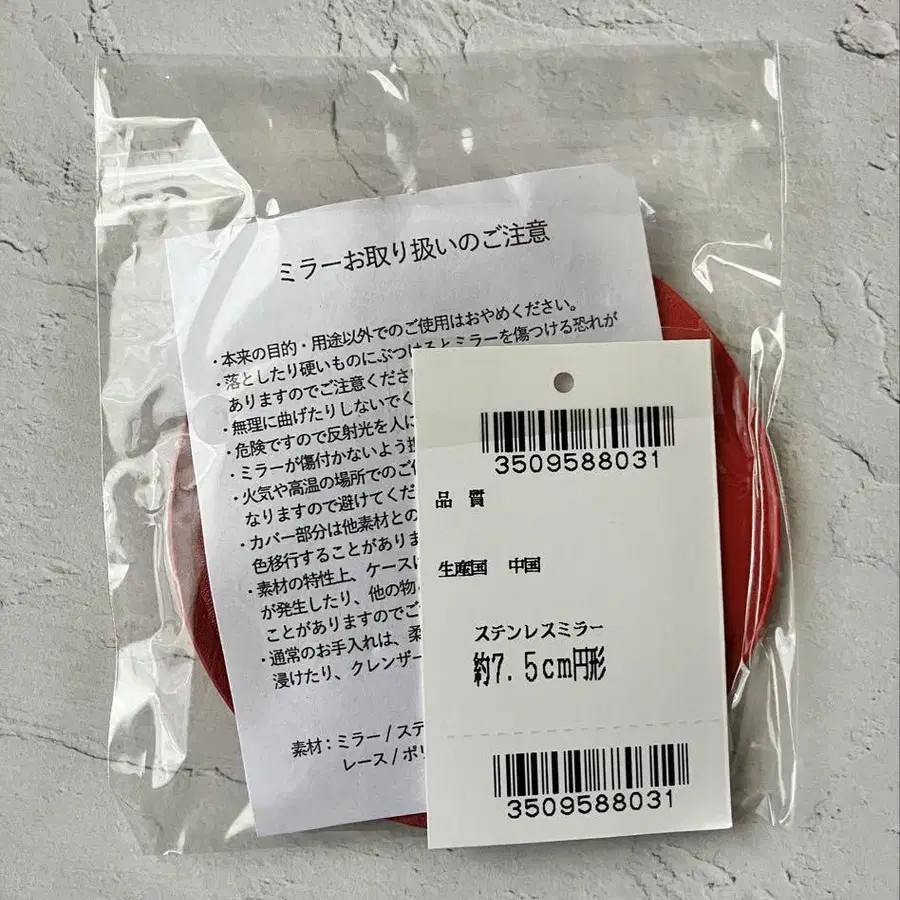 ミラーお取り扱いのご注意
・本来の目的・用途以外でのご使用はおやめください。
・落としたり硬いものにぶつけるとミラーを傷つける恐れが
ありますのでご注意くださ
・無理に曲げたりしないでく
・危険ですので反射光を人に
・ミラーが傷付かないよう
・火気や高温の場所でのご
なりますので避けてくだ
・カバー部分は他素材との
色移行することがありま
・素材の特性上、ケースに
が発生したり、他の物
ことがありますのでご
・通常のお手入れは、柔
浸けたり、クレンザー
素材：ミラー / ステ
レース / ポリ
3509588031
品 質
生産国 中国
ステンレスミラー
約7.5cm円形
3509588031